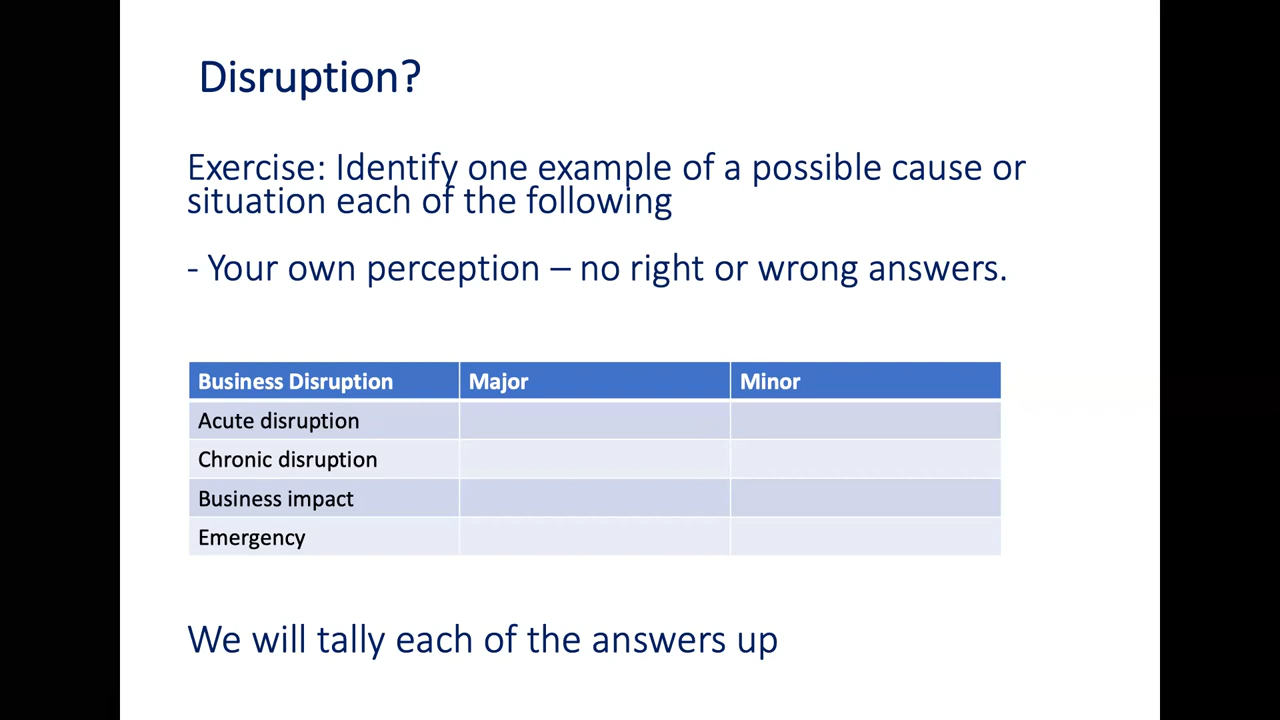 Disruption?
Exercise: Identify one example of a possible cause or
situation each of the following
- Your own perception – no right or wrong answers.
Business Disruption Major Minor
Acute disruption
Chronic disruption
Business impact
Emergency
We will tally each of the answers up